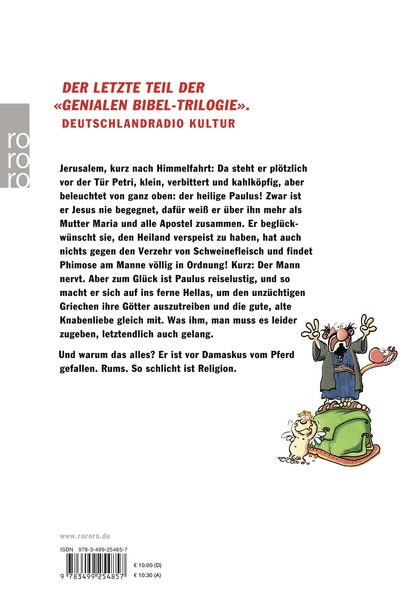 DER LETZTE TEIL DER
«GENIALEN BIBEL-TRILOGIE».
DEUTSCHLANDRADIO KULTUR
ro
ro
ro
Jerusalem, kurz nach Himmelfahrt: Da steht er plötzlich
vor der Tür Petri, klein, verbittert und kahlköpfig, aber
beleuchtet von ganz oben: der heilige Paulus! Zwar ist
er Jesus nie begegnet, dafür weiß er über ihn mehr als
Mutter Maria und alle Apostel zusammen. Er beglück-
wünscht sie, den Heiland verspeist zu haben, hat auch
nichts gegen den Verzehr von Schweinefleisch und findet
Phimose am Manne völlig in Ordnung! Kurz: Der Mann
nervt. Aber zum Glück ist Paulus reiselustig, und so
macht er sich auf ins ferne Hellas, um den unzüchtigen
Griechen ihre Götter auszutreiben und die gute, alte
Knabenliebe gleich mit. Was ihm, man muss es leider
zugeben, letztendlich auch gelang.
Und warum das alles? Er ist vor Damaskus vom Pferd
gefallen. Rums. So schlicht ist Religion.
www.rororo.de
ISBN 978-3-499-25485-7
€ 10.00 (D)
€ 10.30 (A)
9 783499 254857